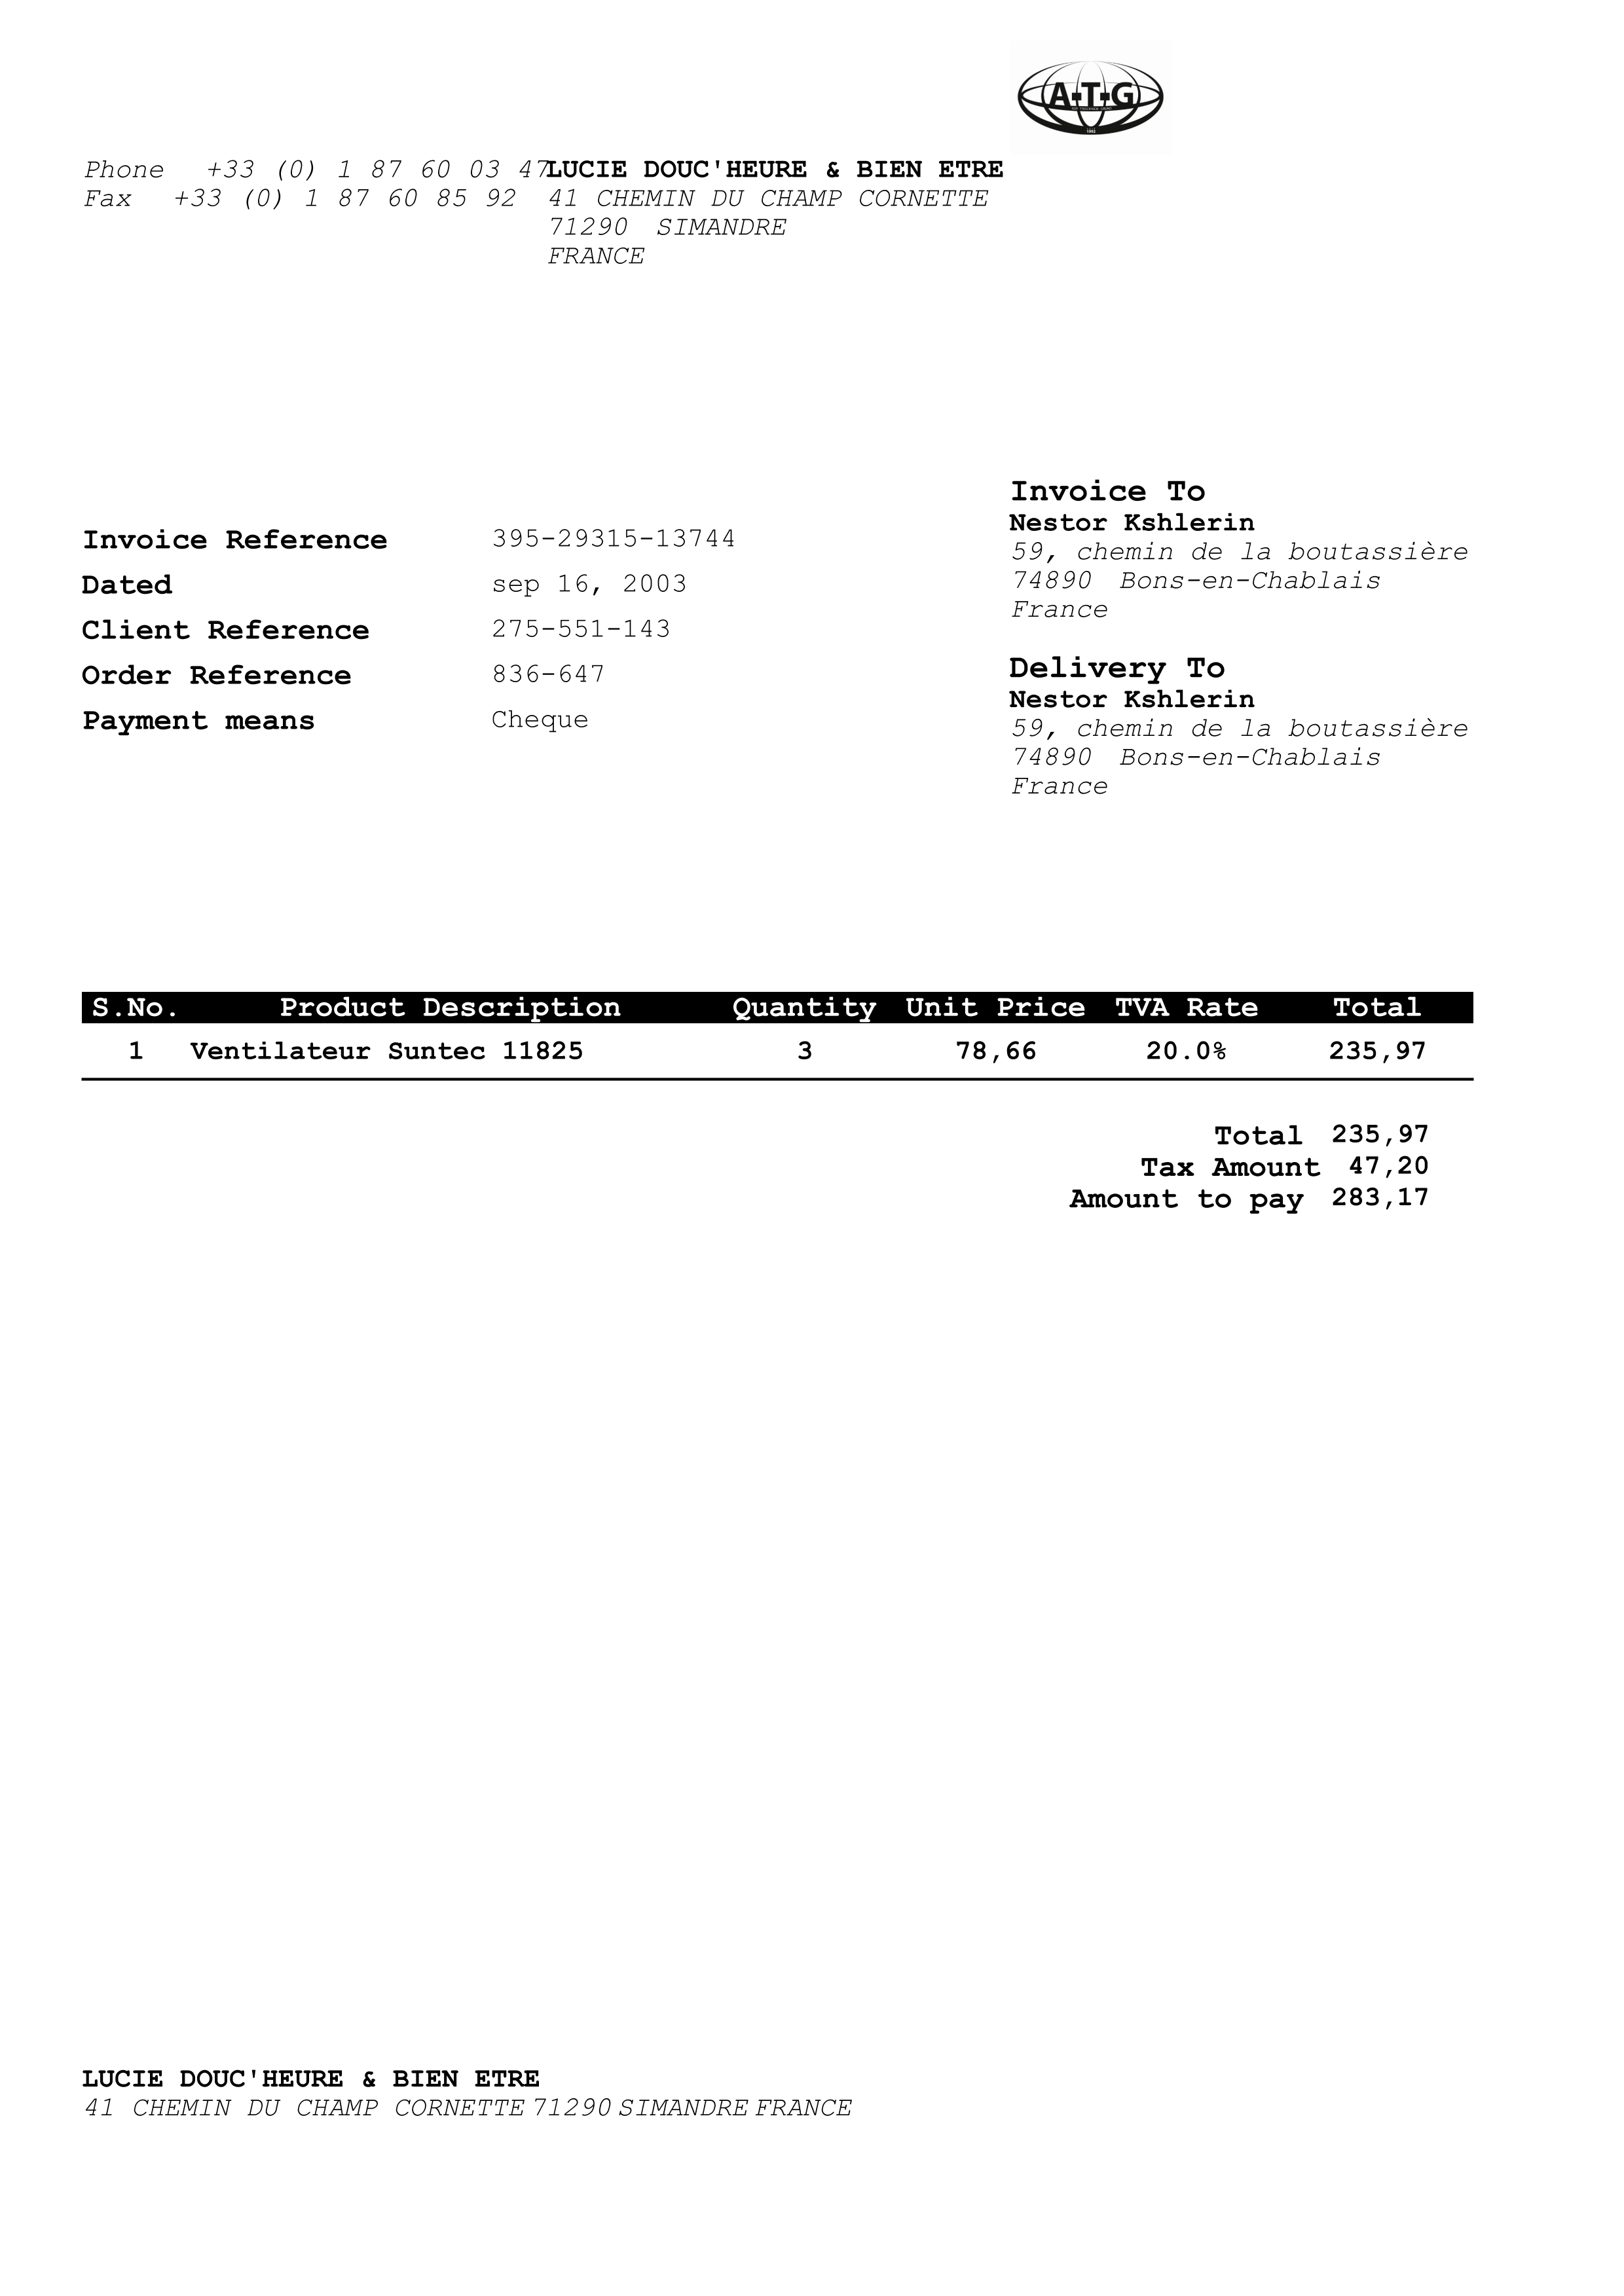 A-T-G
Phone +33 (0) 1 87 60 03 47
Fax +33 (0) 1 87 60 85 92
LUCIE DOUC'HEURE & BIEN ETRE
41 CHEMIN DU CHAMP CORNETTE
71290 SIMANDRE
FRANCE
Invoice Reference 395-29315-13744
Dated sep 16, 2003
Client Reference 275-551-143
Order Reference 836-647
Payment means Cheque
Invoice To
Nestor Kshlerin
59, chemin de la boutassière
74890 Bons-en-Chablais
France
Delivery To
Nestor Kshlerin
59, chemin de la boutassière
74890 Bons-en-Chablais
France
S.No. Product Description Quantity Unit Price TVA Rate Total
1 Ventilateur Suntec 11825 3 78,66 20.0% 235,97
Total 235,97
Tax Amount 47,20
Amount to pay 283,17
LUCIE DOUC'HEURE & BIEN ETRE
41 CHEMIN DU CHAMP CORNETTE 71290 SIMANDRE FRANCE